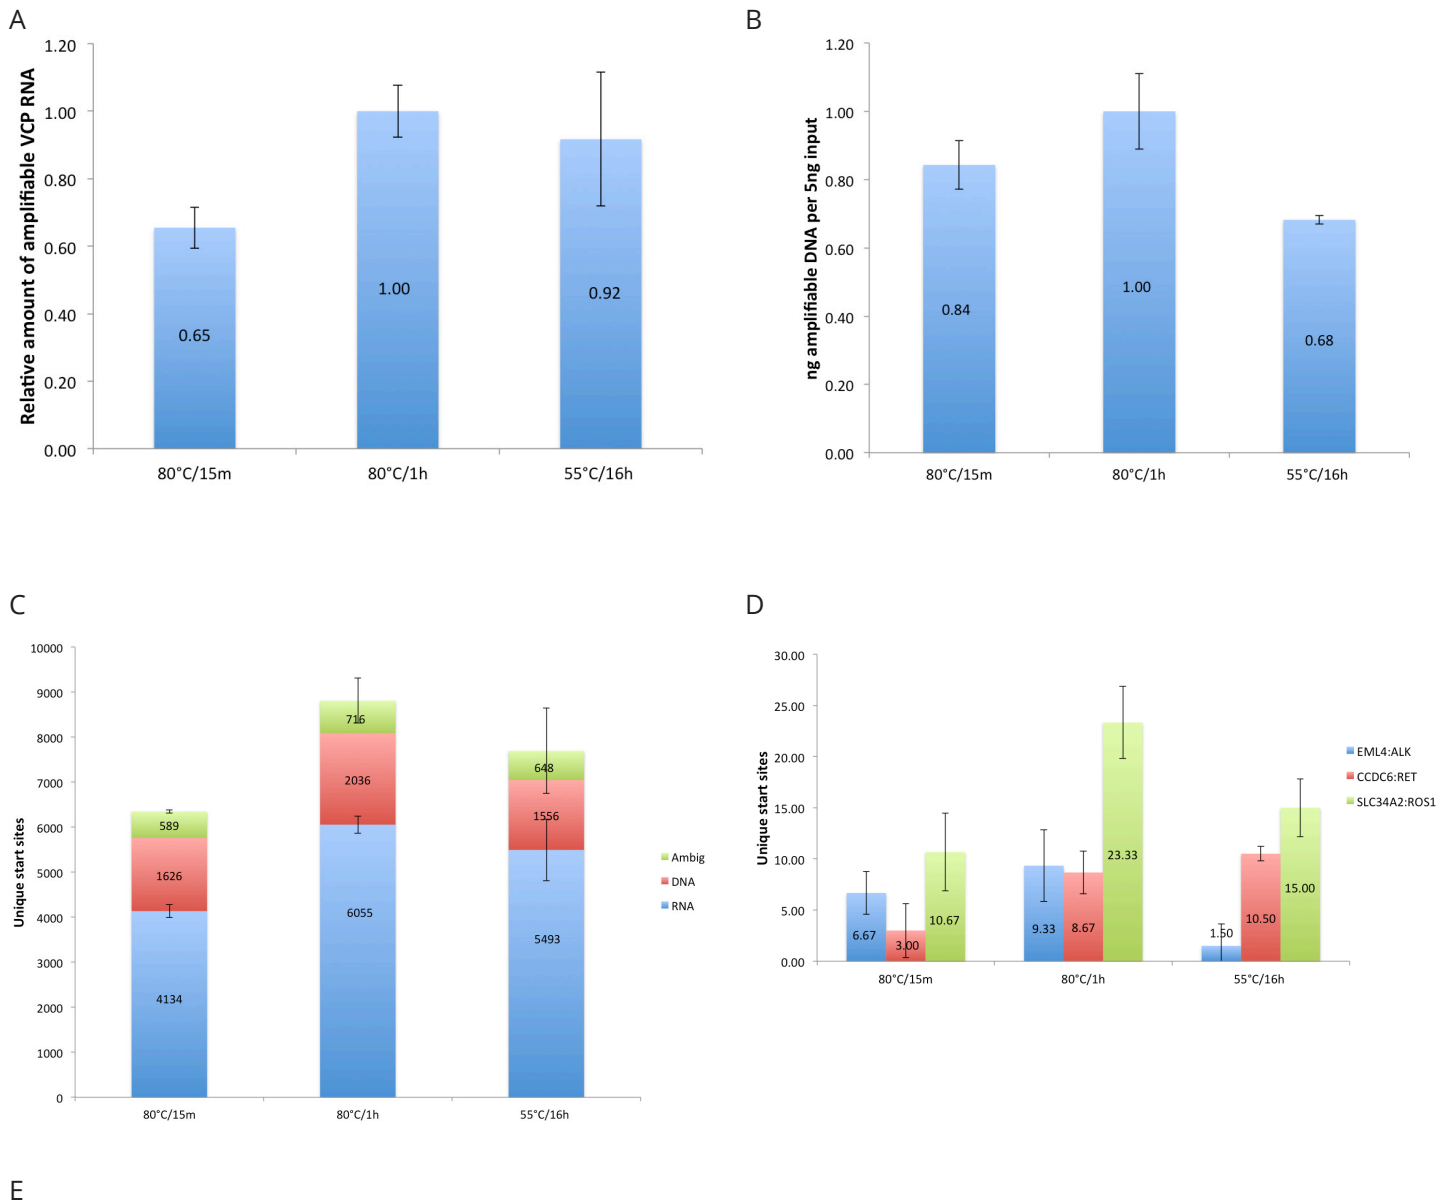 A
Relative amount of amplifiable VCP RNA
1.20
1.00
0.80
0.60
0.40
0.20
0.00
0.65
1.00
0.92
80°C/15m
80°C/1h
55°C/16h
B
ng amplifiable DNA per 5ng input
1.20
1.00
0.80
0.60
0.40
0.20
0.00
0.84
1.00
0.68
80°C/15m
80°C/1h
55°C/16h
C
Unique start sites
10000
9000
8000
7000
6000
5000
4000
3000
2000
1000
0
589
1626
4134
716
2036
6055
648
1556
5493
80°C/15m
80°C/1h
55°C/16h
Ambig
DNA
RNA
D
Unique start sites
30.00
25.00
20.00
15.00
10.00
5.00
0.00
6.67
3.00
10.67
9.33
8.67
23.33
1.50
10.50
15.00
80°C/15m
80°C/1h
55°C/16h
EML4:ALK
CCDC6:RET
SLC34A2:ROS1
E